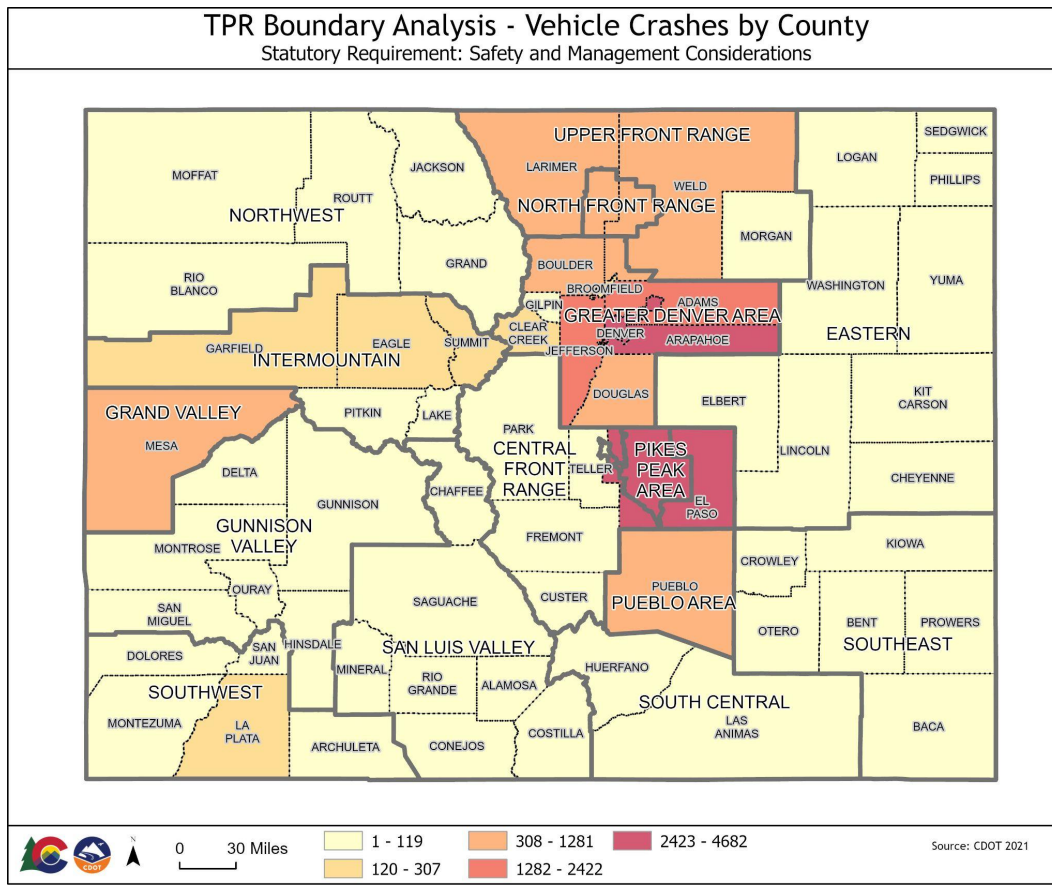 TPR Boundary Analysis - Vehicle Crashes by County
Statutory Requirement: Safety and Management Considerations
SEDGWICK
UPPER FRONT RANGE
LOGAN
LARIMER
JACKSON
MOFFAT
PHILLIPS
WELD
ROUTT
NORTH FRONT RANGE
NORTHWEST
MORGAN
GRAND
BOULDER
RIO
BLANCO
YUMA
WASHINGTON
BROOMFIELD
ADAMS
GILPIN
GREATER DENVER AREA
CLEAR
CREEK
DENVER
EASTERN
ARAPAHOE
EAGLE
SUMMIT
GARFIELD
JEFFERSON
INTERMOUNTAIN
DOUGLAS
KIT
CARSON
ELBERT
GRAND VALLEY
PITKIN
LAKE
PARK
MESA
CENTRAL
FRONT
RANGE
PIKES
PEAK
AREA
LINCOLN
TELLER
DELTA
CHEYENNE
CHAFFEE
GUNNISON
EL
PASO
GUNNISON
VALLEY
FREMONT
MONTROSE
KIOWA
CROWLEY
PUEBLO
OURAY
CUSTER
SAGUACHE
PUEBLO AREA
SAN
MIGUEL
BENT
PROWERS
OTERO
SOUTHEAST
HINSDALE
SAN
JUAN
SAN LUIS VALLEY
DOLORES
HUERFANO
MINERAL
RIO
GRANDE
ALAMOSA
SOUTHWEST
SOUTH CENTRAL
MONTEZUMA
LA
PLATA
LAS
ANIMAS
BACA
COSTILLA
ARCHULETA
CONEJOS
CDOT
N
0 30 Miles
1 - 119
120 - 307
308 - 1281
1282 - 2422
2423 - 4682
Source: CDOT 2021